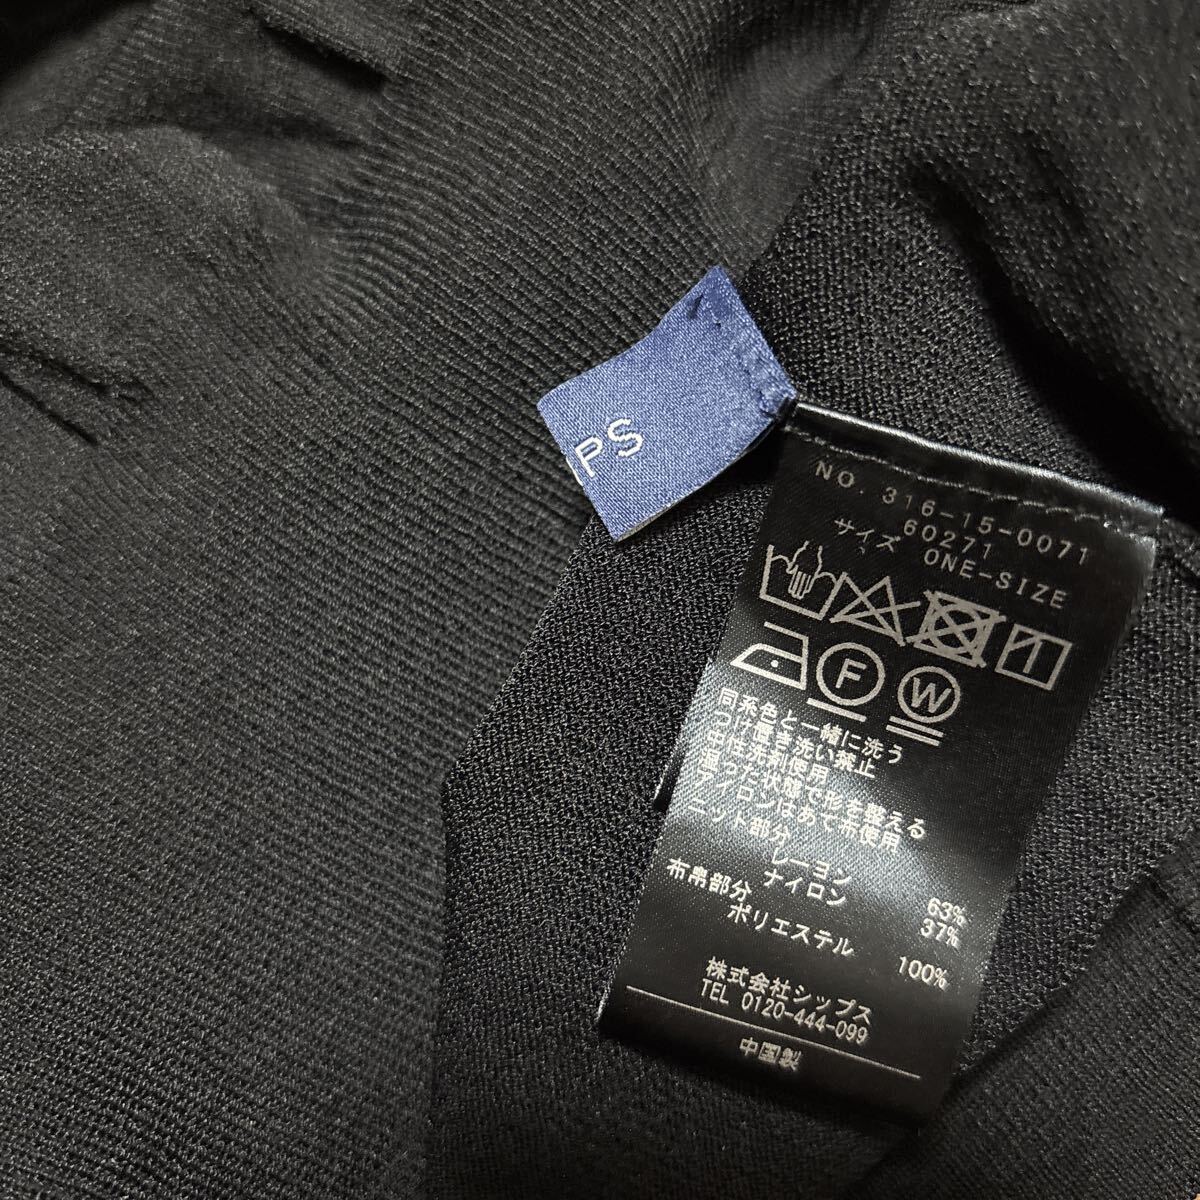 IPS
NO. 316-15-0071
60271
サイズ ONE-SIZE
F W
同系色と一緒に洗う
つけ置き洗い禁止
中性洗剤使用
湿った状態で形を整える
アイロンはあて布使用
ニット部分
レーヨン 63%
ナイロン 37%
布帛部分
ポリエステル 100%
株式会社シップス
TEL 0120-444-099
中国製